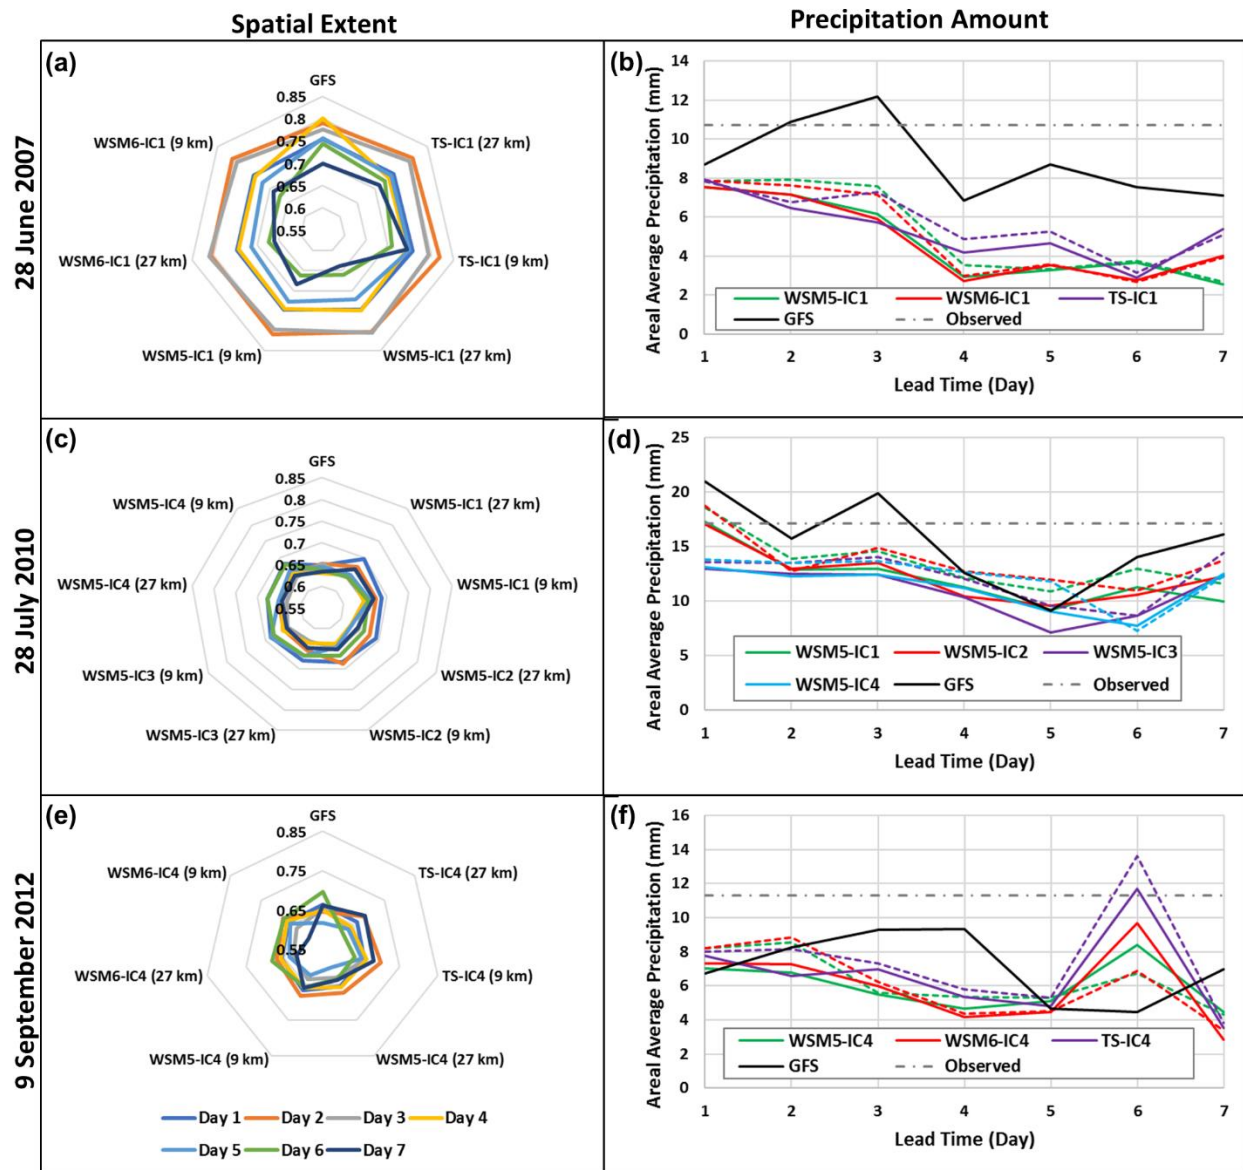 Spatial Extent
Precipitation Amount
28 June 2007
(a)
GFS
0.85
0.8
0.75
0.7
0.65
0.6
0.55
WSM6-IC1 (9 km)
TS-IC1 (27 km)
WSM6-IC1 (27 km)
TS-IC1 (9 km)
WSM5-IC1 (9 km)
WSM5-IC1 (27 km)
(b)
Areal Average Precipitation (mm)
14
12
10
8
6
4
2
0
WSM5-IC1 WSM6-IC1 TS-IC1
GFS Observed
1 2 3 4 5 6 7
Lead Time (Day)
28 July 2010
(c)
GFS
0.85
0.8
0.75
0.7
0.65
0.6
0.55
WSM5-IC4 (9 km)
WSM5-IC1 (27 km)
WSM5-IC4 (27 km)
WSM5-IC1 (9 km)
WSM5-IC3 (9 km)
WSM5-IC2 (27 km)
WSM5-IC3 (27 km)
WSM5-IC2 (9 km)
(d)
Areal Average Precipitation (mm)
25
20
15
10
5
0
WSM5-IC1 WSM5-IC2 WSM5-IC3
WSM5-IC4 GFS Observed
1 2 3 4 5 6 7
Lead Time (Day)
9 September 2012
(e)
GFS
0.85
0.75
0.65
0.55
WSM6-IC4 (9 km)
TS-IC4 (27 km)
WSM6-IC4 (27 km)
TS-IC4 (9 km)
WSM5-IC4 (9 km)
WSM5-IC4 (27 km)
Day 1 Day 2 Day 3 Day 4
Day 5 Day 6 Day 7
(f)
Areal Average Precipitation (mm)
16
14
12
10
8
6
4
2
0
WSM5-IC4 WSM6-IC4 TS-IC4
GFS Observed
1 2 3 4 5 6 7
Lead Time (Day)